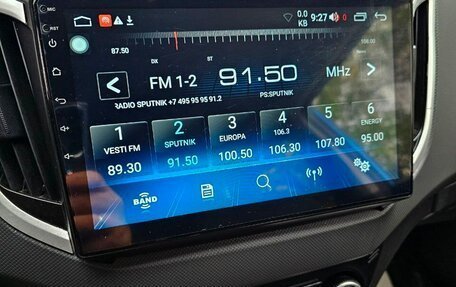 MIC
RST
9:27
0.0
KB
0
87.50
108.00
DX
ST
FM 1-2
91.50
MHz
RADIO SPUTNIK +7 495 95 95 91.2
PS:SPUTNIK
1
VESTI FM
89.30
2
SPUTNIK
91.50
3
EUROPA
100.50
4
106.3
106.30
5
107.80
6
ENERGY
95.00
BAND